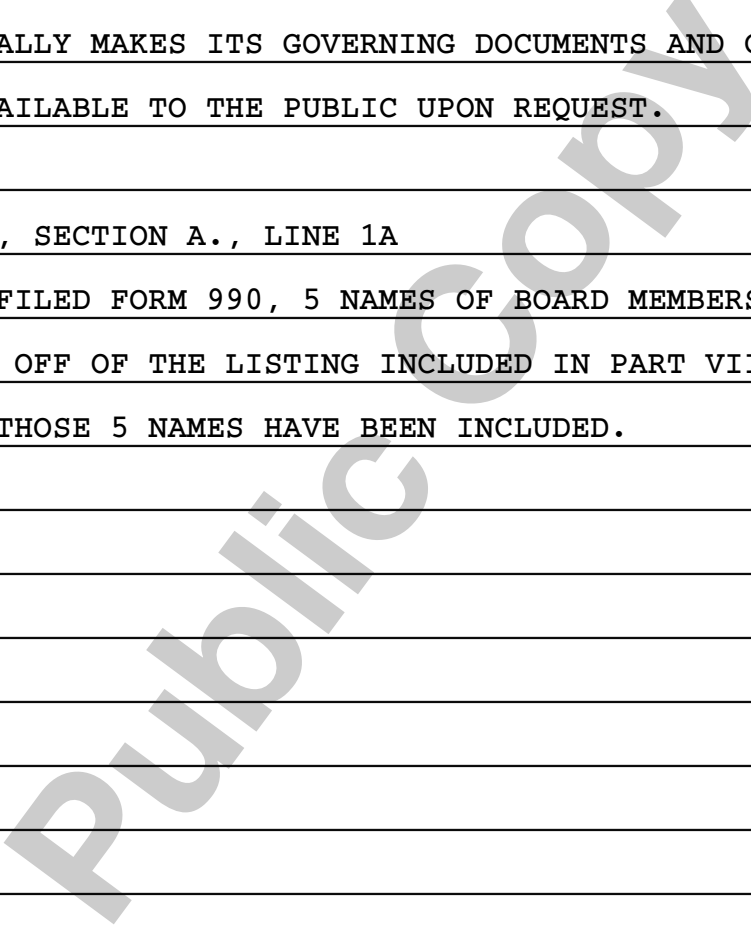 ALLY MAKES ITS GOVERNING DOCUMENTS AND
AILABLE TO THE PUBLIC UPON REQUEST.
, SECTION A., LINE 1A
FILED FORM 990, 5 NAMES OF BOARD MEMBERS
OFF OF THE LISTING INCLUDED IN PART VII
THOSE 5 NAMES HAVE BEEN INCLUDED.
Public Copy